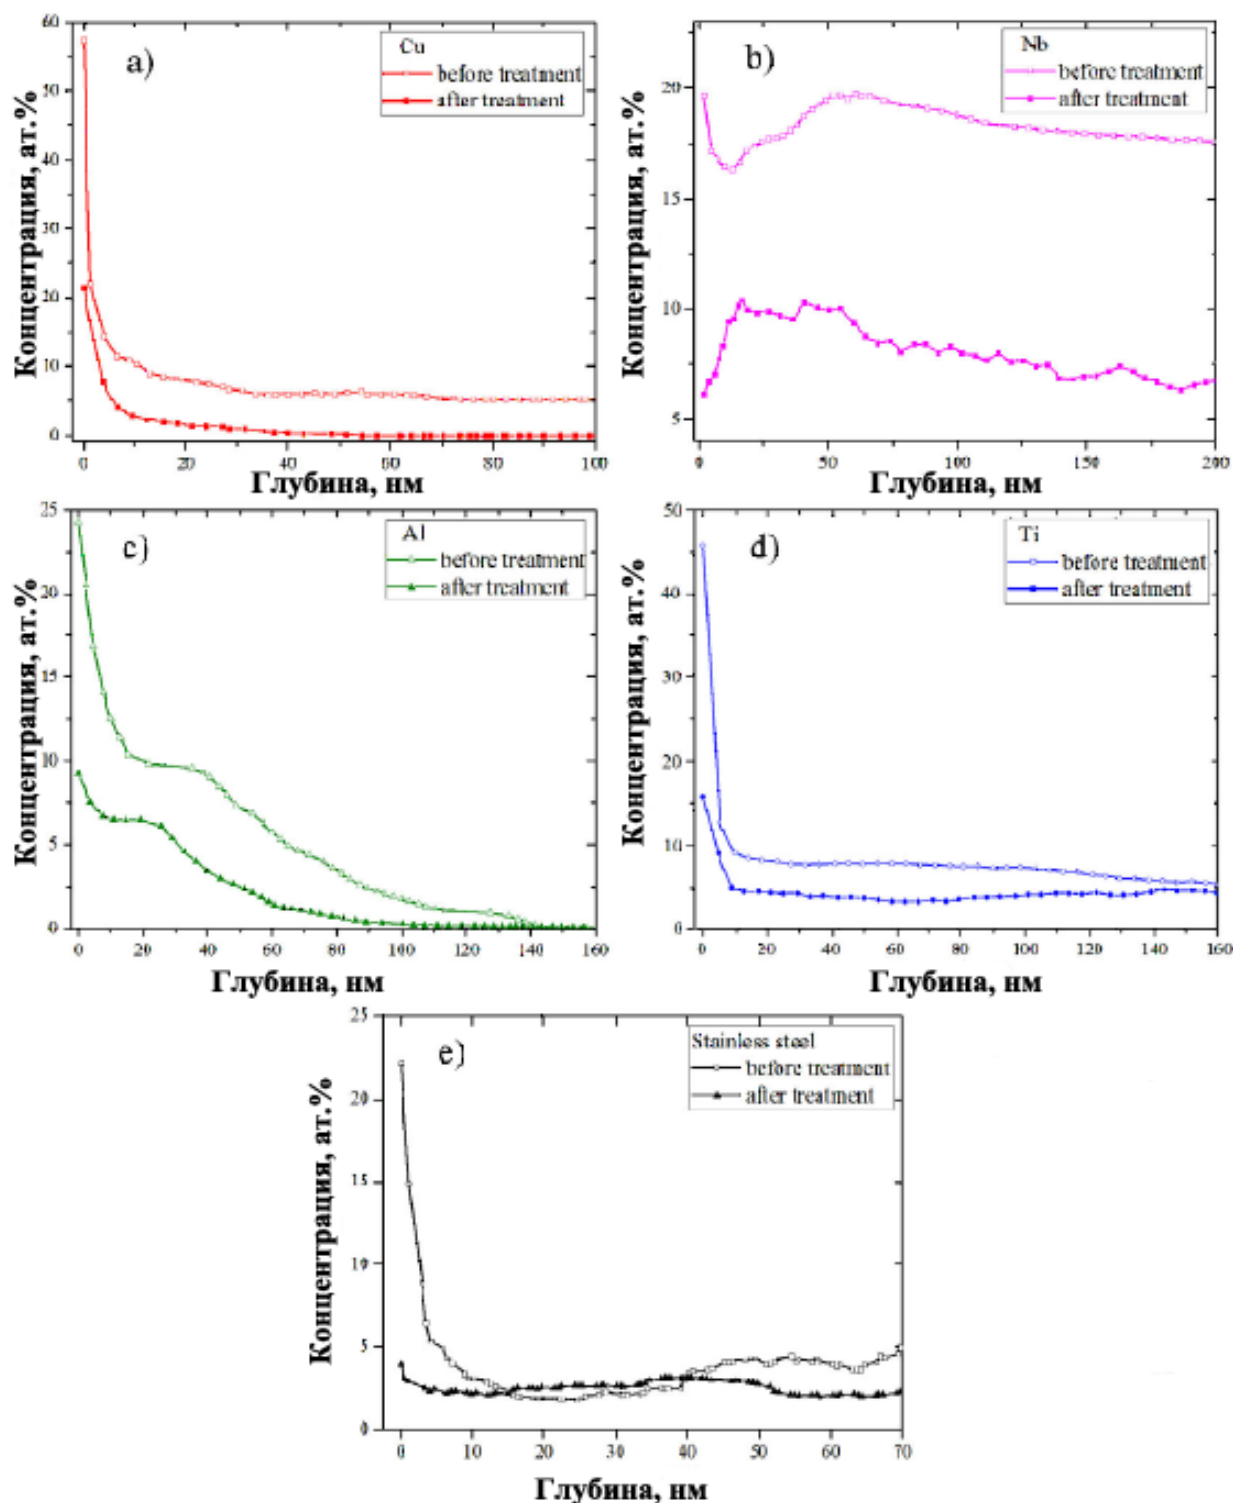 a)
Cu
before treatment
after treatment
Концентрация, ат.%
60
50
40
30
20
10
0
0 20 40 60 80 100
Глубина, нм
b)
Nb
before treatment
after treatment
Концентрация, ат.%
20
15
10
5
0 50 100 150 200
Глубина, нм
c)
Al
before treatment
after treatment
Концентрация, ат.%
25
20
15
10
5
0
0 20 40 60 80 100 120 140 160
Глубина, нм
d)
Ti
before treatment
after treatment
Концентрация, ат.%
50
40
30
20
10
0
0 20 40 60 80 100 120 140 160
Глубина, нм
e)
Stainless steel
before treatment
after treatment
Концентрация, ат.%
25
20
15
10
5
0
0 10 20 30 40 50 60 70
Глубина, нм